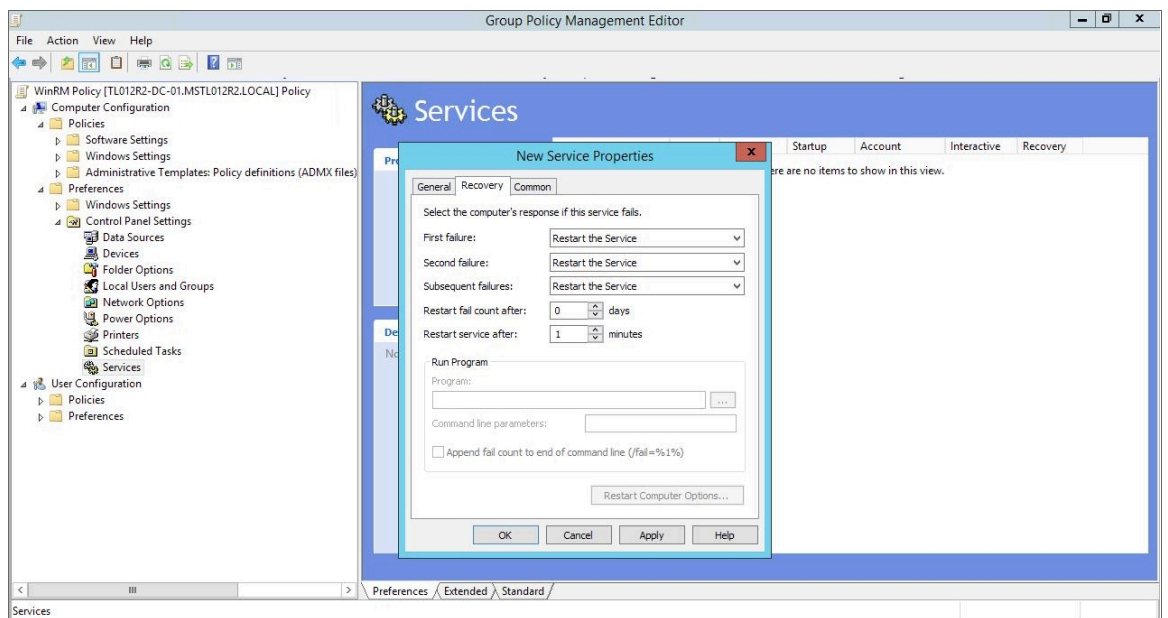 Group Policy Management Editor
File Action View Help
WinRM Policy [TL012R2-DC-01.MSTL012R2.LOCAL] Policy
Computer Configuration
Policies
Software Settings
Windows Settings
Administrative Templates: Policy definitions (ADMX files)
Preferences
Windows Settings
Control Panel Settings
Data Sources
Devices
Folder Options
Local Users and Groups
Network Options
Power Options
Printers
Scheduled Tasks
Services
User Configuration
Policies
Preferences
Services
Startup Account Interactive Recovery
ere are no items to show in this view.
Pro
De
No
New Service Properties
x
General Recovery Common
Select the computer's response if this service fails.
First failure: Restart the Service
Second failure: Restart the Service
Subsequent failures: Restart the Service
Restart fail count after: 0 days
Restart service after: 1 minutes
Run Program
Program:
...
Command line parameters:
Append fail count to end of command line (/fail=%1%)
Restart Computer Options...
OK Cancel Apply Help
Preferences Extended Standard
Services